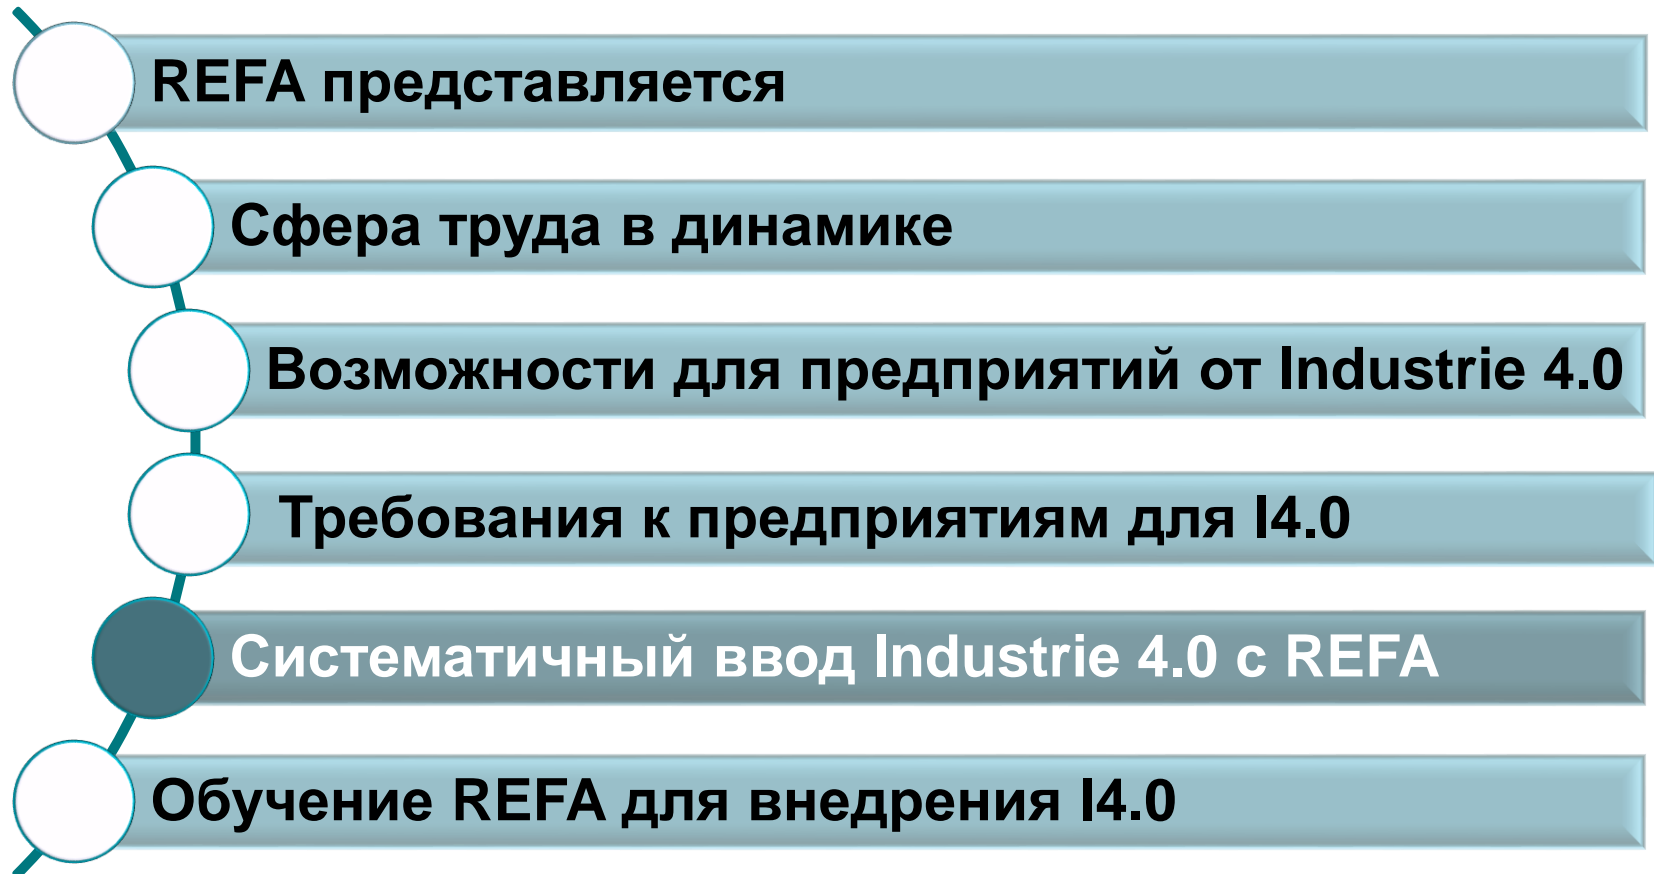 REFA представляется
Сфера труда в динамике
Возможности для предприятий от Industrie 4.0
Требования к предприятиям для I4.0
Систематичный ввод Industrie 4.0 с REFA
Обучение REFA для внедрения I4.0